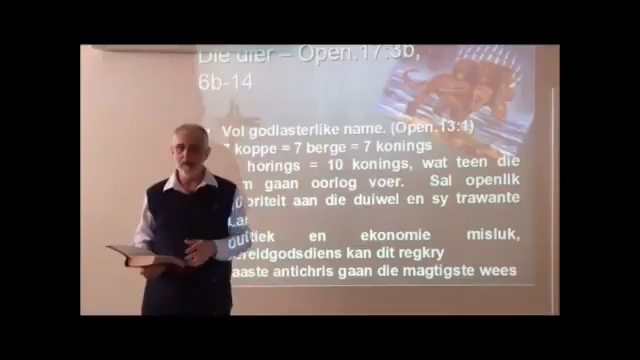 Die dier – Open.17:3b,
6b-14
Vol godlasterlike name. (Open.13:1)
7 koppe = 7 berge = 7 konings
horings = 10 konings, wat teen die
gaan oorlog voer. Sal openlik
oriteit aan die duiwel en sy trawante
en ekonomie misluk,
reldgodsdiens kan dit regkry
aaste antichris gaan die magtigste wees